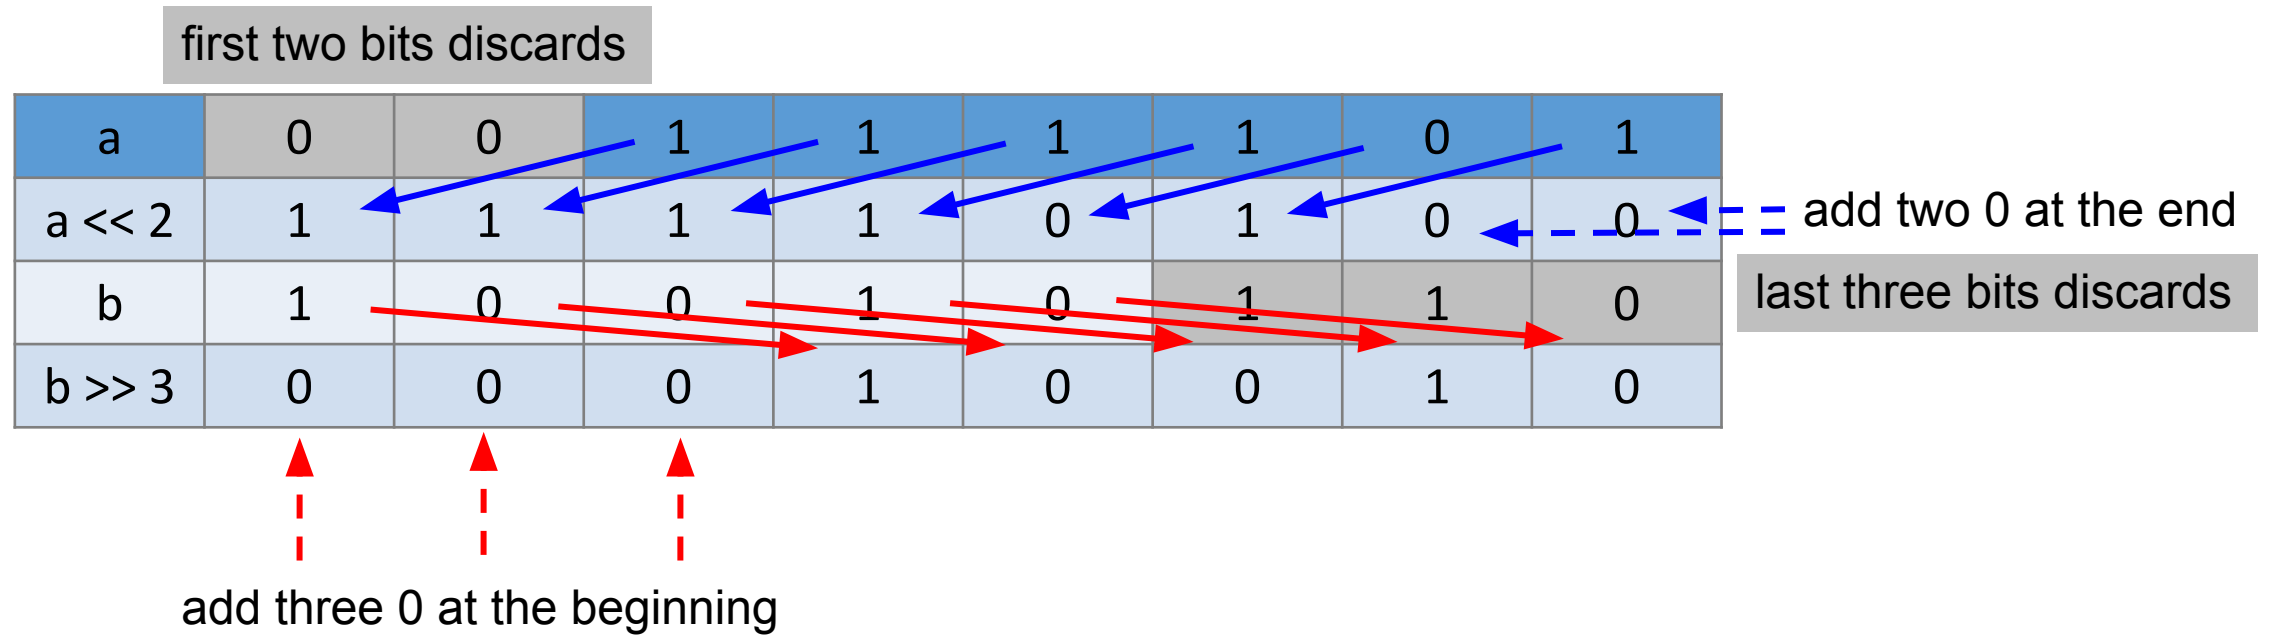 first two bits discards
a 0 0 1 1 1 1 0 1
a << 2 1 1 1 1 0 1 0 0
add two 0 at the end
b 1 0 0 1 0 1 1 0
last three bits discards
b >> 3 0 0 0 1 0 0 1 0
add three 0 at the beginning